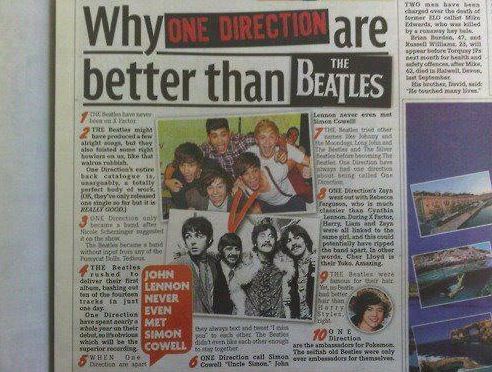 Why ONE DIRECTION are
better than THE BEATLES
1 THE Beatles have never
been on X Factor.
2 THE Beatles might
have produced a few
alright songs, but they
also foisted some right
howlers on us, like that
walrus rubbish.
One Direction's entire
back catalogue is,
unarguably, a totally
perfect body of work.
(OK, they've only released
one single so far but it is
REALLY GOOD.)
3 ONE Direction only
became a band after
Nicole Scherzinger suggested
it on the show.
The Beatles became a band
without input from any of the
Pussycat Dolls. Tedious.
4 THE Beatles
rushed to
deliver their first
album, bashing out
ten of the fourteen
tracks in just
one day.
One Direction
have spent nearly a
whole year on their
debut, so it's obvious
which will be the
superior recording.
5 WHEN One
Direction are apart
they always text and tweet "I miss
you" to each other. The Beatles
didn't even like each other enough
to stay together.
6 ONE Direction call Simon
Cowell "Uncle Simon." John
Lennon never even met
Simon Cowell!
7 THE Beatles tried other
names like Johnny and
the Moondogs, Long John and
The Beatles and The Silver
Beetles before becoming The
Beatles. One Direction have
always had one direction
about being called One
Direction.
8 ONE Direction's Zayn
went out with Rebecca
Ferguson, who is much
classier than Cynthia
Lennon. During X Factor,
Harry, Liam and Zayn
were all linked to the
same girl, and this could
potentially have ripped
the band apart. In other
words, Cher Lloyd is
their Yoko. Amazing.
9 THE Beatles were
famous for their hair.
Yet, no Beatle
has better
hair than
Harry
Styles,
right.
10 ONE
Direction
are the ambassadors for Pokemon.
The selfish old Beatles were only
ever ambassadors for themselves.
JOHN
LENNON
NEVER
EVEN
MET
SIMON
COWELL
TWO men have been
charged over the death of
former ELO cellist Mike
Edwards, who was killed
by a runaway hay bale.
Brian Burden, 47, and
Russell Williams, 25, will
appear before Torquay JPs
next month for health and
safety offences, after Mike,
62, died in Halwell, Devon,
last September.
His brother, David, said:
"He touched many lives."